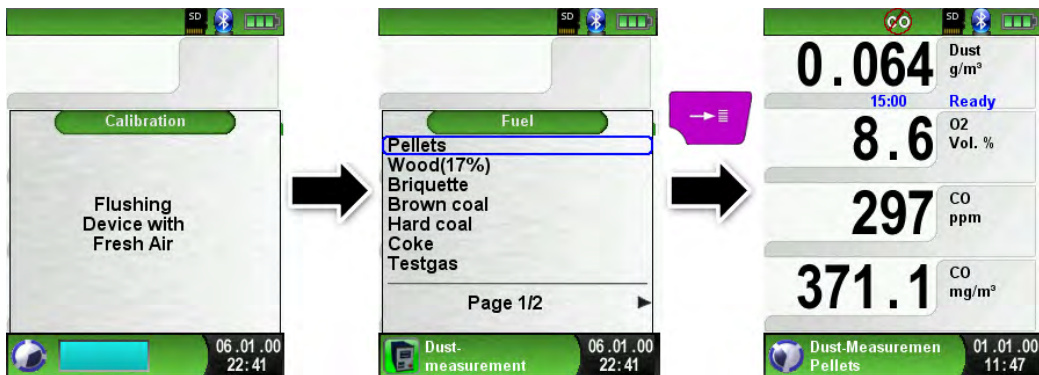 SD
Calibration
Flushing
Device with
Fresh Air
06.01.00
22:41
SD
Fuel
Pellets
Wood(17%)
Briquette
Brown coal
Hard coal
Coke
Testgas
Page 1/2
Dust-
measurement
06.01.00
22:41
CO
SD
0.064
Dust
g/m³
15:00 Ready
8.6
O2
Vol. %
297
CO
ppm
371.1
CO
mg/m³
Dust-Measuremen
Pellets
01.01.00
11:47